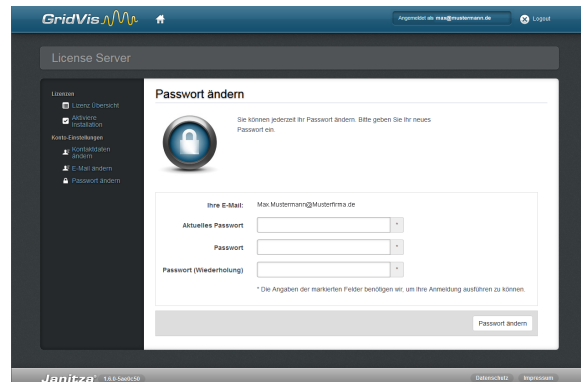 GridVis
Angemeldet als max@mustermann.de
Logout
License Server
Lizenzen
Lizenz Übersicht
Aktiviere
Installation
Konto-Einstellungen
Kontaktdaten
ändern
E-Mail ändern
Passwort ändern
Passwort ändern
Sie können jederzeit Ihr Passwort ändern. Bitte geben Sie Ihr neues
Passwort ein.
Ihre E-Mail: Max.Mustermann@Musterfirma.de
Aktuelles Passwort *
Passwort *
Passwort (Wiederholung) *
* Die Angaben der markierten Felder benötigen wir, um Ihre Anmeldung ausführen zu können.
Passwort ändern
Janitza
Datenschutz Impressum